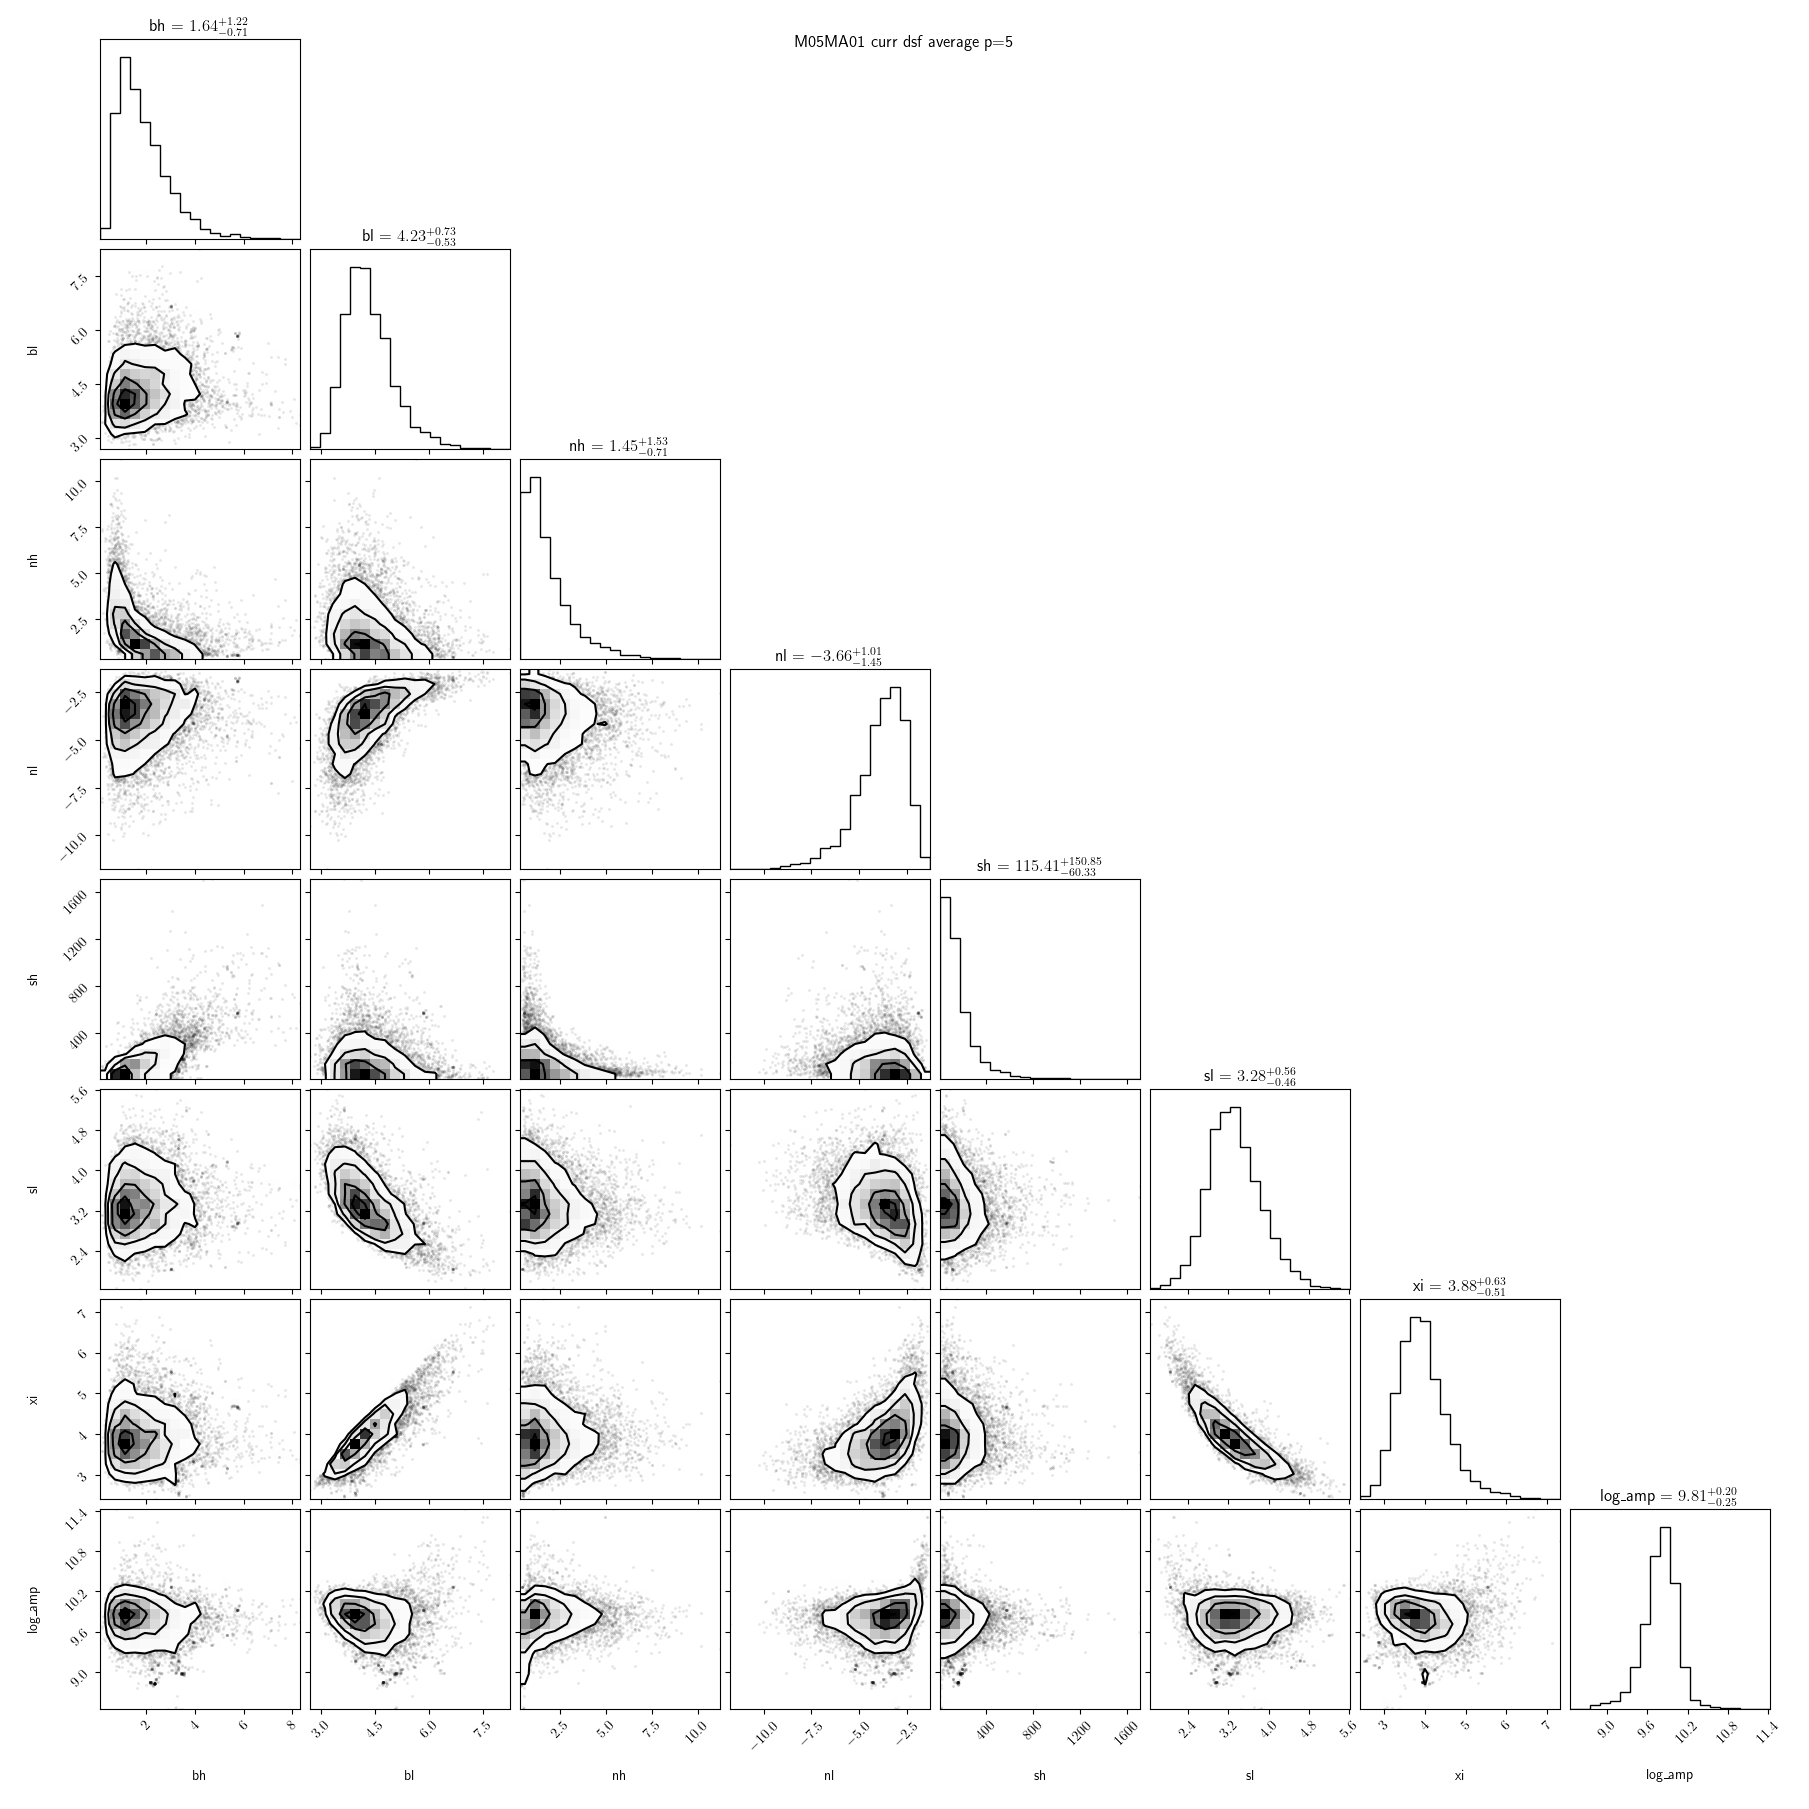 bh = 1.64+1.22−0.71
M05MA01 curr dsf average p=5
bl = 4.23+0.73−0.53
7.5
6.0
4.5
3.0
bl
nh = 1.45+1.53−0.71
10.0
7.5
5.0
2.5
nh
nl = −3.66+1.01−1.45
−2.5
−5.0
−7.5
−10.0
nl
sh = 115.41+150.85−60.33
1600
1200
800
400
sh
sl = 3.28+0.56−0.46
5.6
4.8
4.0
3.2
2.4
sl
xi = 3.88+0.63−0.51
7
6
5
4
3
xi
log_amp = 9.81+0.20−0.25
11.4
10.8
10.2
9.6
9.0
log_amp
2 4 6 8
3.0 4.5 6.0 7.5
2.5 5.0 7.5 10.0
−10.0 −7.5 −5.0 −2.5
400 800 1200 1600
2.4 3.2 4.0 4.8 5.6
3 4 5 6 7
9.0 9.6 10.2 10.8 11.4
bh bl nh nl sh sl xi log_amp